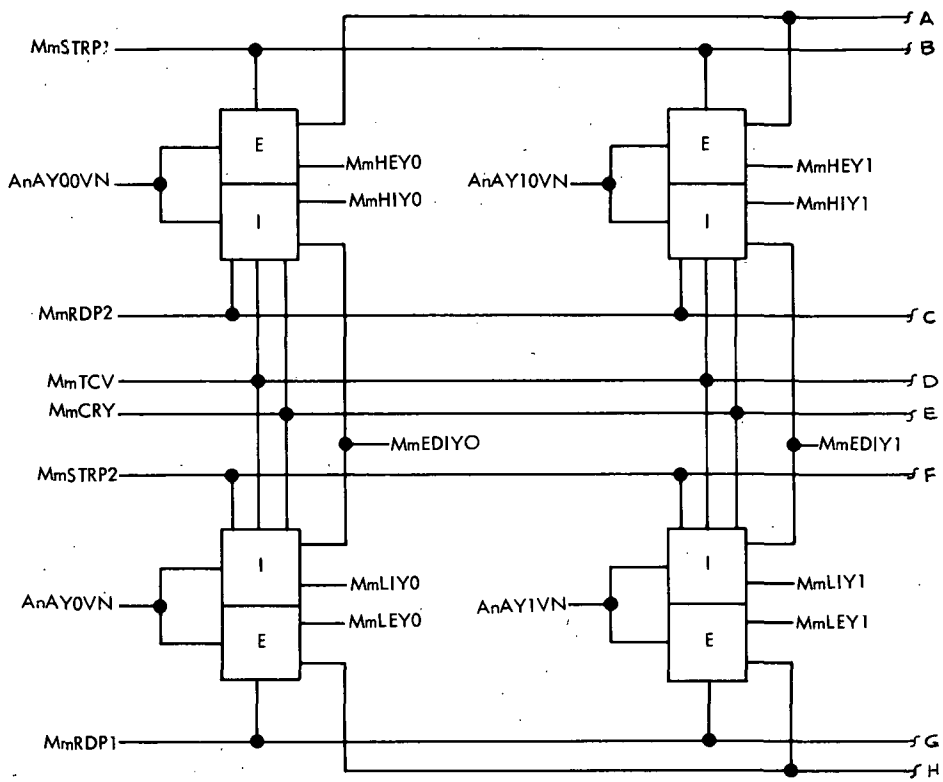 A
MmSTRP1 B
E E
MmHEY0 MmHEY1
AnAY00VN AnAY10VN
MmHIY0 MmHIY1
I I
MmRDP2 C
MmTCV D
MmCRY E
MmEDIYO MmEDIY1
MmSTRP2 F
I I
MmLIY0 MmLIY1
AnAY0VN AnAY1VN
MmLEY0 MmLEY1
E E
MmRDP1 G
H